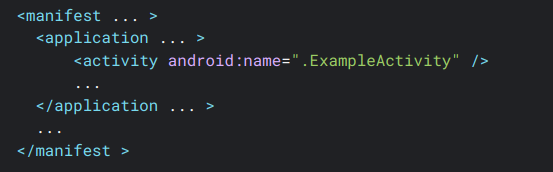 <manifest ... >
<application ... >
<activity android:name=".ExampleActivity" />
...
</application ... >
...
</manifest >